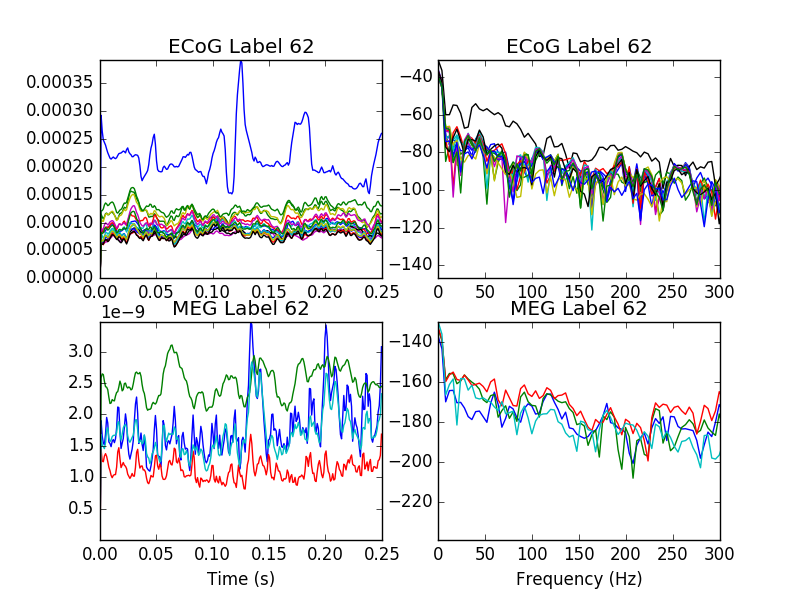 ECoG Label 62
0.00035
0.00030
0.00025
0.00020
0.00015
0.00010
0.00005
0.00000
0.00 0.05 0.10 0.15 0.20 0.25
ECoG Label 62
−40
−60
−80
−100
−120
−140
0 50 100 150 200 250 300
MEG Label 62
1e−9
3.0
2.5
2.0
1.5
1.0
0.5
0.00 0.05 0.10 0.15 0.20 0.25
Time (s)
MEG Label 62
−140
−160
−180
−200
−220
0 50 100 150 200 250 300
Frequency (Hz)